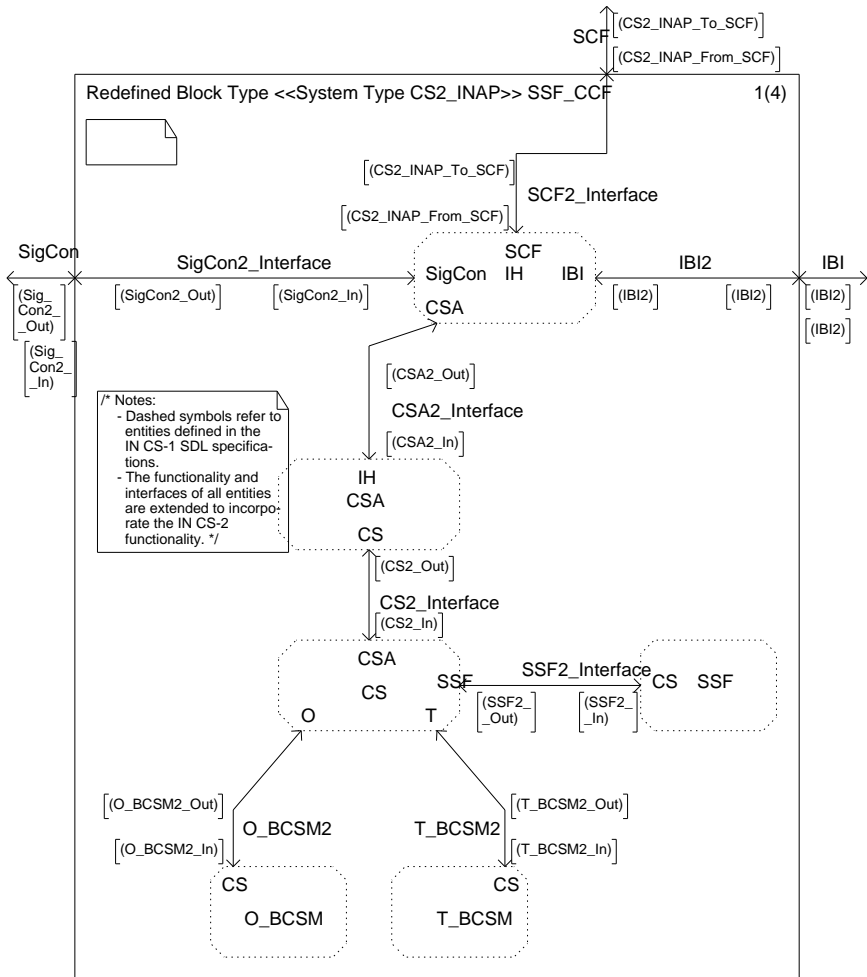 (CS2_INAP_To_SCF)
SCF
(CS2_INAP_From_SCF)
Redefined Block Type <<System Type CS2_INAP>> SSF_CCF 1(4)
(CS2_INAP_To_SCF)
SCF2_Interface
(CS2_INAP_From_SCF)
SigCon
SigCon2_Interface
SCF
SigCon IH IBI
IBI2
IBI
(Sig_
Con2_
_Out)
(SigCon2_Out) (SigCon2_In)
CSA
(IBI2) (IBI2) (IBI2)
(IBI2)
(Sig_
Con2_
_In)
(CSA2_Out)
CSA2_Interface
(CSA2_In)
/* Notes:
- Dashed symbols refer to
entities defined in the
IN CS-1 SDL specifica-
tions.
- The functionality and
interfaces of all entities
are extended to incorpo-
rate the IN CS-2
functionality. */
IH
CSA
CS
(CS2_Out)
CS2_Interface
(CS2_In)
CSA
CS
SSF
O T
SSF2_Interface
(SSF2_
_Out)
(SSF2_
_In)
CS SSF
(O_BCSM2_Out)
O_BCSM2
(O_BCSM2_In)
(T_BCSM2_Out)
T_BCSM2
(T_BCSM2_In)
CS
O_BCSM
CS
T_BCSM